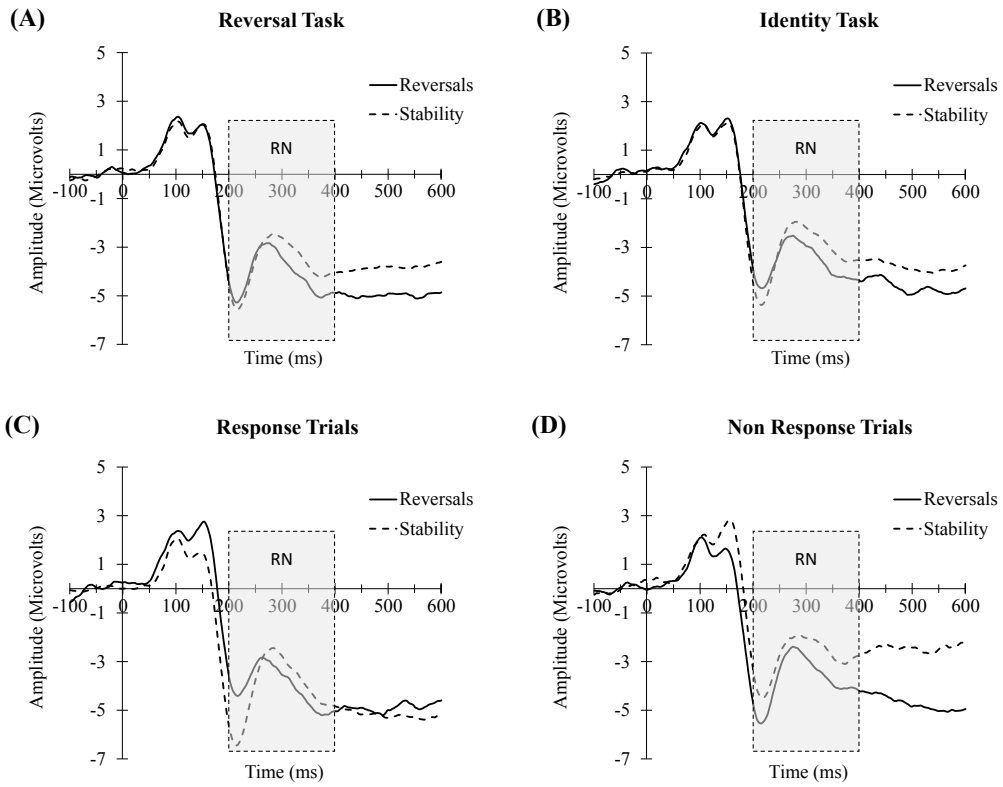 (A) Reversal Task
5
3
1
-1
-3
-5
-7
-100 0 100 200 300 400 500 600
Amplitude (Microvolts)
Time (ms)
RN
Reversals
Stability
(B) Identity Task
5
3
1
-1
-3
-5
-7
-100 0 100 200 300 400 500 600
Amplitude (Microvolts)
Time (ms)
RN
Reversals
Stability
(C) Response Trials
5
3
1
-1
-3
-5
-7
-100 0 100 200 300 400 500 600
Amplitude (Microvolts)
Time (ms)
RN
Reversals
Stability
(D) Non Response Trials
5
3
1
-1
-3
-5
-7
-100 0 100 200 300 400 500 600
Amplitude (Microvolts)
Time (ms)
RN
Reversals
Stability